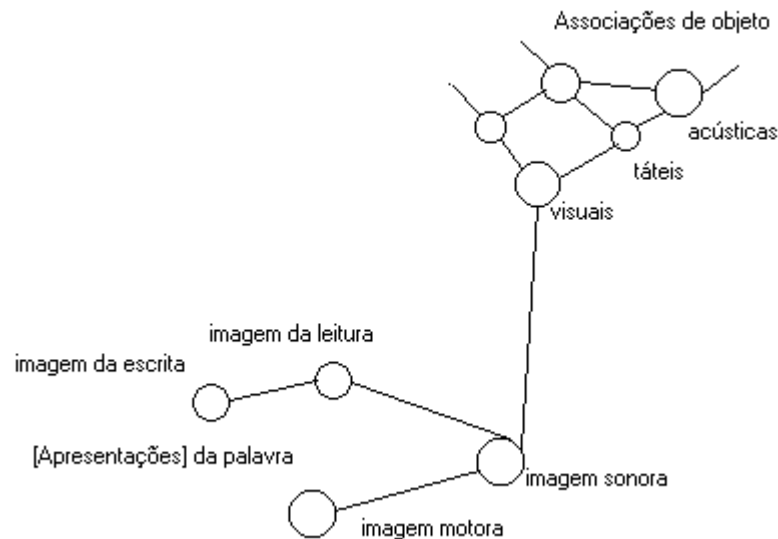 Associações de objeto
acústicas
táteis
visuais
imagem da leitura
imagem da escrita
[Apresentações] da palavra
imagem sonora
imagem motora